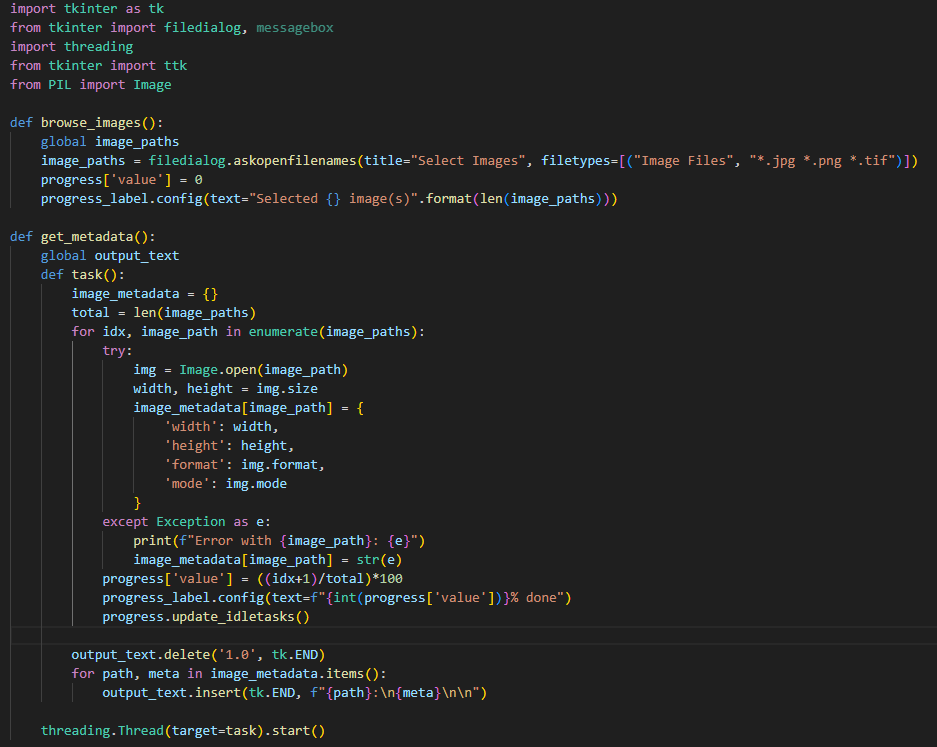 import tkinter as tk
from tkinter import filedialog, messagebox
import threading
from tkinter import ttk
from PIL import Image

def browse_images():
    global image_paths
    image_paths = filedialog.askopenfilenames(title="Select Images", filetypes=[("Image Files", "*.jpg *.png *.tif")])
    progress['value'] = 0
    progress_label.config(text="Selected {} image(s)".format(len(image_paths)))

def get_metadata():
    global output_text
    def task():
        image_metadata = {}
        total = len(image_paths)
        for idx, image_path in enumerate(image_paths):
            try:
                img = Image.open(image_path)
                width, height = img.size
                image_metadata[image_path] = {
                    'width': width,
                    'height': height,
                    'format': img.format,
                    'mode': img.mode
                }
            except Exception as e:
                print(f"Error with {image_path}: {e}")
                image_metadata[image_path] = str(e)
            progress['value'] = ((idx+1)/total)*100
            progress_label.config(text=f"{int(progress['value'])}% done")
            progress.update_idletasks()

        output_text.delete('1.0', tk.END)
        for path, meta in image_metadata.items():
            output_text.insert(tk.END, f"{path}:\n{meta}\n\n")

    threading.Thread(target=task).start()